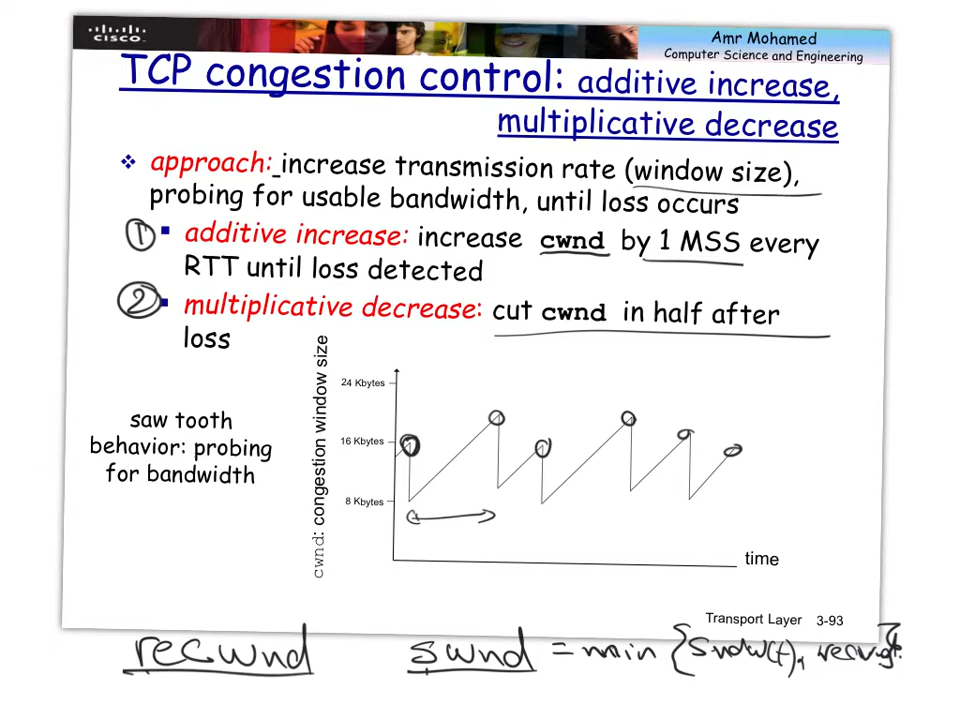 CISCO
Amr Mohamed
Computer Science and Engineering
TCP congestion control: additive increase,
multiplicative decrease
❖ approach: increase transmission rate (window size),
probing for usable bandwidth, until loss occurs
① ▪ additive increase: increase cwnd by 1 MSS every
RTT until loss detected
② ▪ multiplicative decrease: cut cwnd in half after
loss
saw tooth
behavior: probing
for bandwidth
cwnd: congestion window size
24 Kbytes
16 Kbytes
8 Kbytes
time
Transport Layer 3-93
recwnd swnd = min {